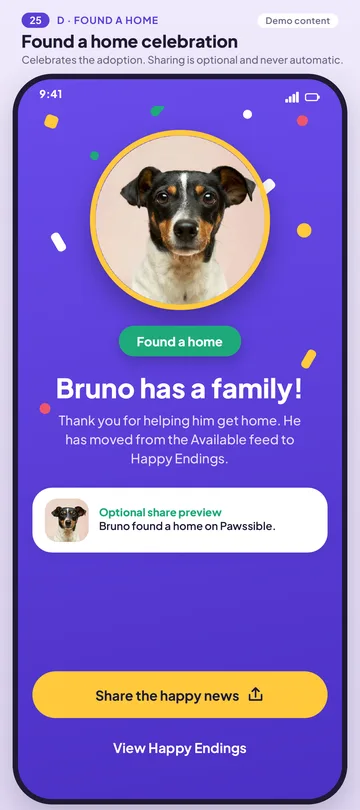 25 D · FOUND A HOME Demo content
Found a home celebration
Celebrates the adoption. Sharing is optional and never automatic.
9:41
Found a home
Bruno has a family!
Thank you for helping him get home. He
has moved from the Available feed to
Happy Endings.
Optional share preview
Bruno found a home on Pawssible.
Share the happy news
View Happy Endings